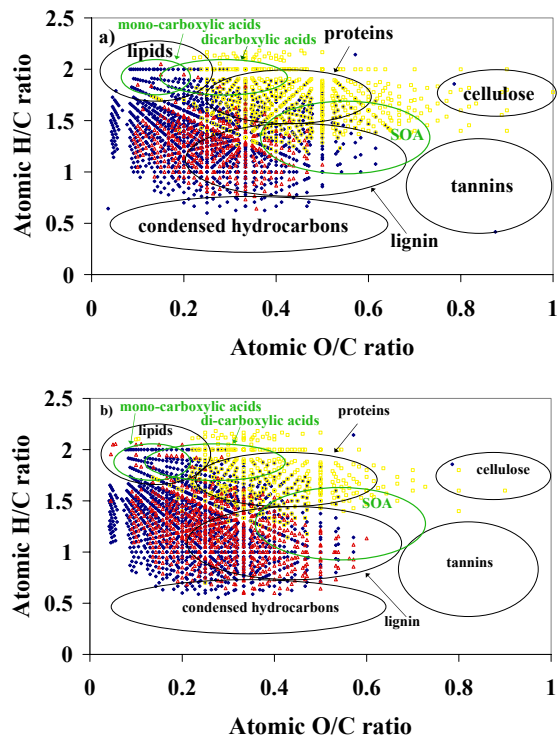 mono-carboxylic acids
2.5
a)
lipids
dicarboxylic acids
proteins
2
cellulose
1.5
SOA
1
tannins
0.5
condensed hydrocarbons
lignin
0
0
0.2
0.4
0.6
0.8
1
Atomic H/C ratio
Atomic O/C ratio
2.5
b)
mono-carboxylic acids
di-carboxylic acids
proteins
lipids
2
cellulose
SOA
1.5
1
tannins
0.5
condensed hydrocarbons
lignin
0
0
0.2
0.4
0.6
0.8
1
Atomic H/C ratio
Atomic O/C ratio